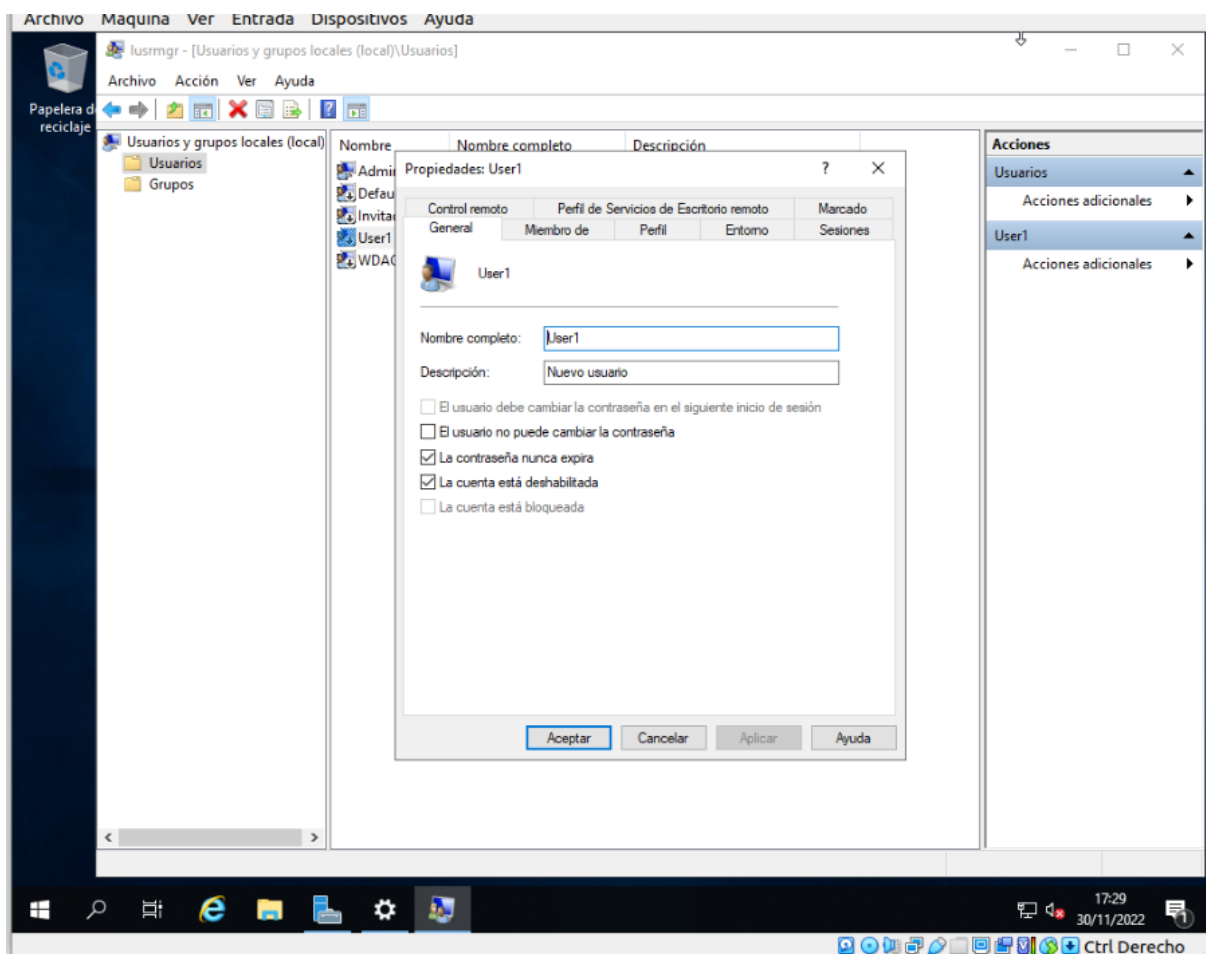 Archivo Máquina Ver Entrada Dispositivos Ayuda
lusrmgr - [Usuarios y grupos locales (local)\Usuarios]
Archivo Acción Ver Ayuda
Papelera de
reciclaje
Usuarios y grupos locales (local)
Usuarios
Grupos
Nombre Nombre completo Descripción
Admin
Defau
Invitad
User1
WDAG
Propiedades: User1
Control remoto Perfil de Servicios de Escritorio remoto Marcado
General Miembro de Perfil Entorno Sesiones
User1
Nombre completo: User1
Descripción: Nuevo usuario
El usuario debe cambiar la contraseña en el siguiente inicio de sesión
El usuario no puede cambiar la contraseña
La contraseña nunca expira
La cuenta está deshabilitada
La cuenta está bloqueada
Aceptar Cancelar Aplicar Ayuda
Acciones
Usuarios
Acciones adicionales
User1
Acciones adicionales
17:29
30/11/2022
1
Ctrl Derecho